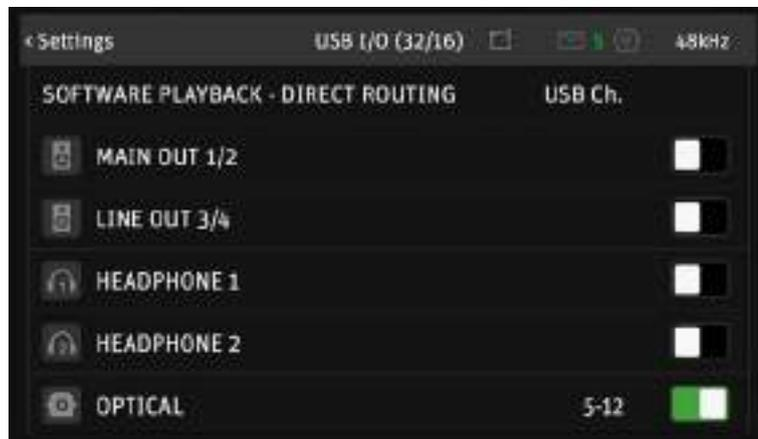 < Settings USB I/O (32/16) 48kHz
SOFTWARE PLAYBACK - DIRECT ROUTING USB Ch.
MAIN OUT 1/2
LINE OUT 3/4
HEADPHONE 1
HEADPHONE 2
OPTICAL 5-12